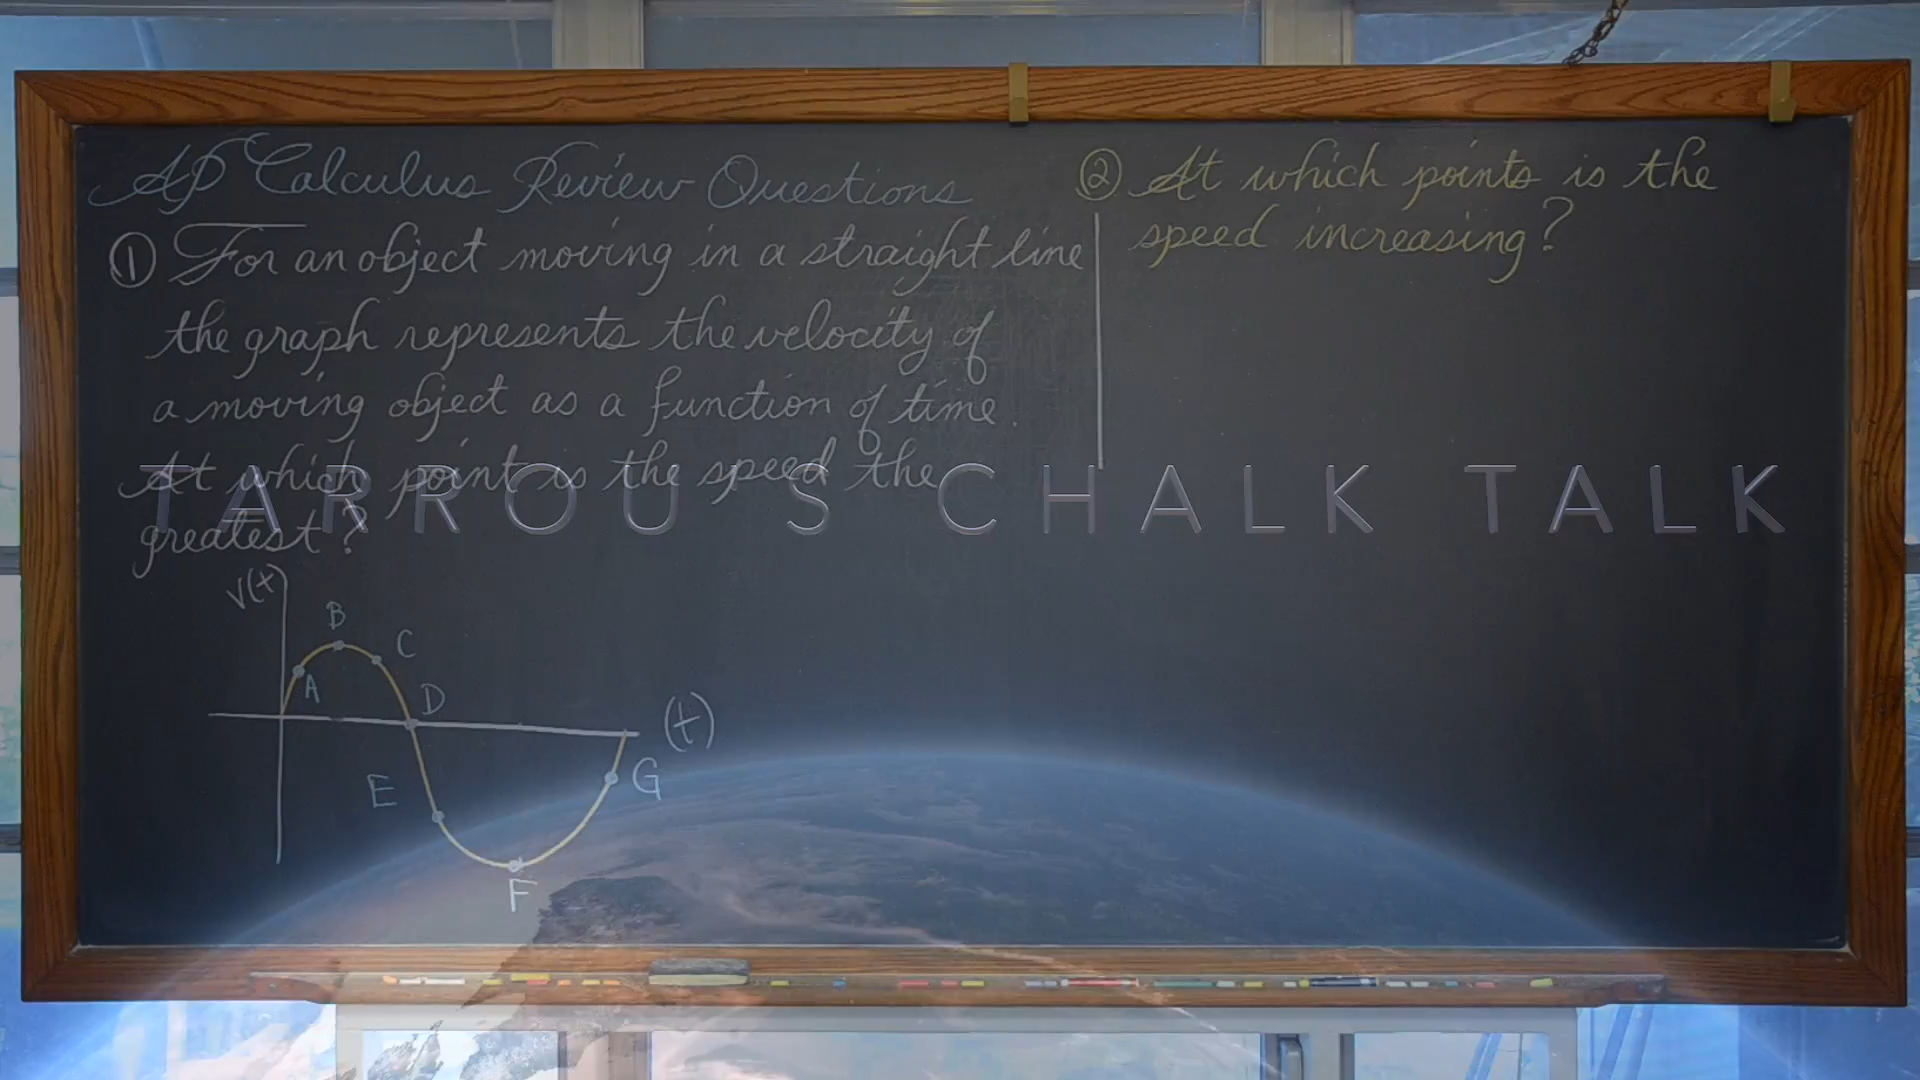 AP Calculus Review Questions
① For an object moving in a straight line
the graph represents the velocity of
a moving object as a function of time.
At which point is the speed the
greatest?
v(t)
B
C
A
D
(t)
E
G
F
② At which points is the
speed increasing?
TARROU'S CHALK TALK